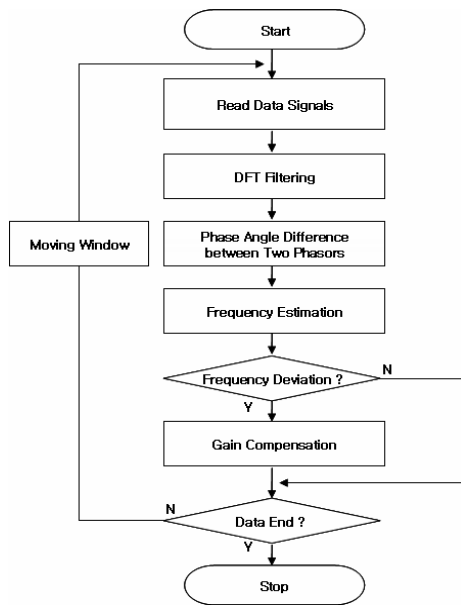 Start
Read Data Signals
DFT Filtering
Moving Window
Phase Angle Difference
between Two Phasors
Frequency Estimation
Frequency Deviation ?
N
Y
Gain Compensation
N
Data End ?
Y
Stop